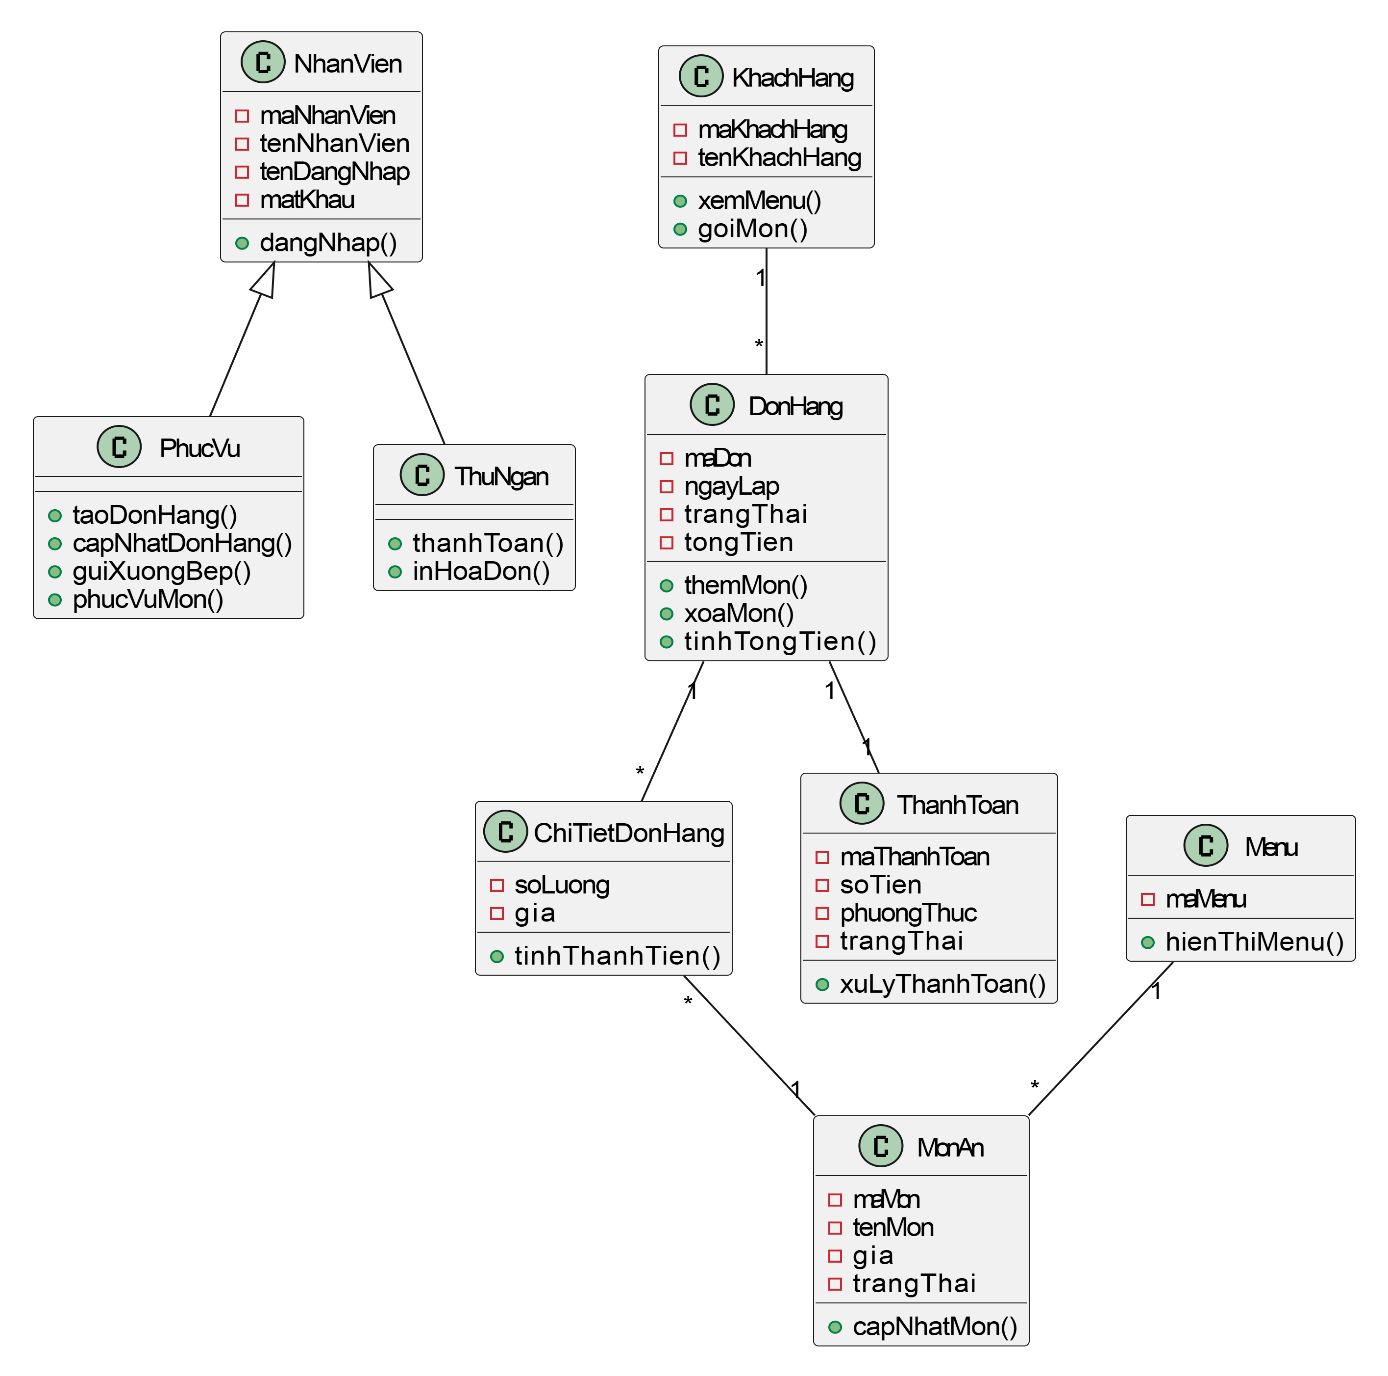 C NhanVien
maNhanVien
tenNhanVien
tenDangNhap
matKhau
dangNhap()
C KhachHang
maKhachHang
tenKhachHang
xemMenu()
goiMon()
1
*
C PhucVu
taoDonHang()
capNhatDonHang()
guiXuongBep()
phucVuMon()
C ThuNgan
thanhToan()
inHoaDon()
C DonHang
maDon
ngayLap
trangThai
tongTien
themMon()
xoaMon()
tinhTongTien()
1
1
*
1
C ChiTietDonHang
soLuong
gia
tinhThanhTien()
C ThanhToan
maThanhToan
soTien
phuongThuc
trangThai
xuLyThanhToan()
C Menu
maMenu
hienThiMenu()
*
1
1
*
C MonAn
maMon
tenMon
gia
trangThai
capNhatMon()